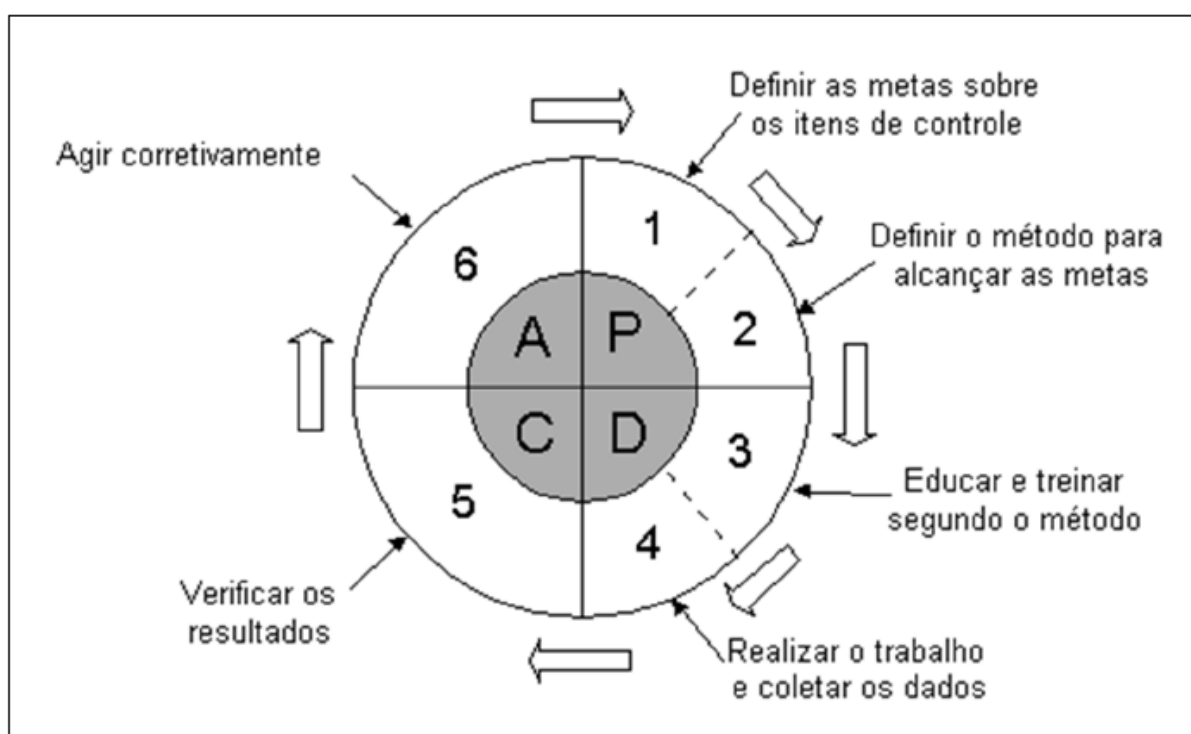 Definir as metas sobre
os itens de controle
Agir corretivamente
1
Definir o método para
alcançar as metas
6
2
A
P
C
D
3
Educar e treinar
segundo o método
5
4
Verificar os
resultados
Realizar o trabalho
e coletar os dados